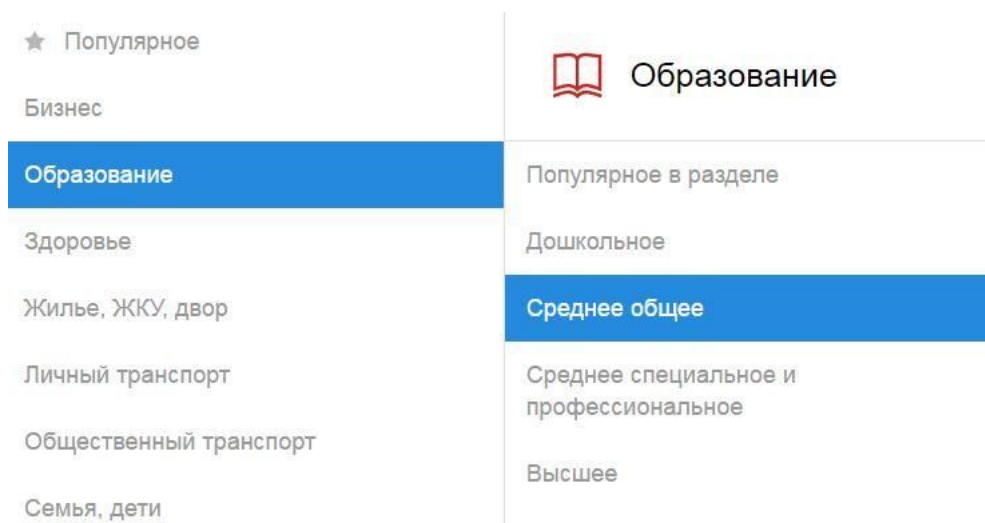 Популярное
Бизнес
Образование
Здоровье
Жилье, ЖКУ, двор
Личный транспорт
Общественный транспорт
Семья, дети
Образование
Популярное в разделе
Дошкольное
Среднее общее
Среднее специальное и
профессиональное
Высшее